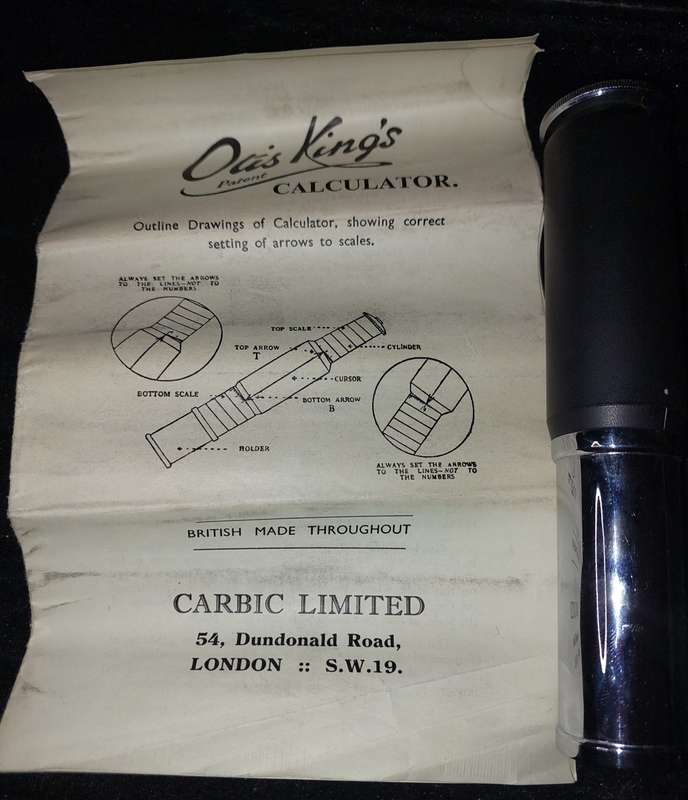 Otis King's
Patent
CALCULATOR.
Outline Drawings of Calculator, showing correct
setting of arrows to scales.
ALWAYS SET THE ARROWS
TO THE LINES-NOT TO
THE NUMBERS
TOP SCALE
TOP ARROW
T
CYLINDER
CURSOR
BOTTOM SCALE
BOTTOM ARROW
B
HOLDER
ALWAYS SET THE ARROWS
TO THE LINES-NOT TO
THE NUMBERS
BRITISH MADE THROUGHOUT
CARBIC LIMITED
54, Dundonald Road,
LONDON :: S.W.19.